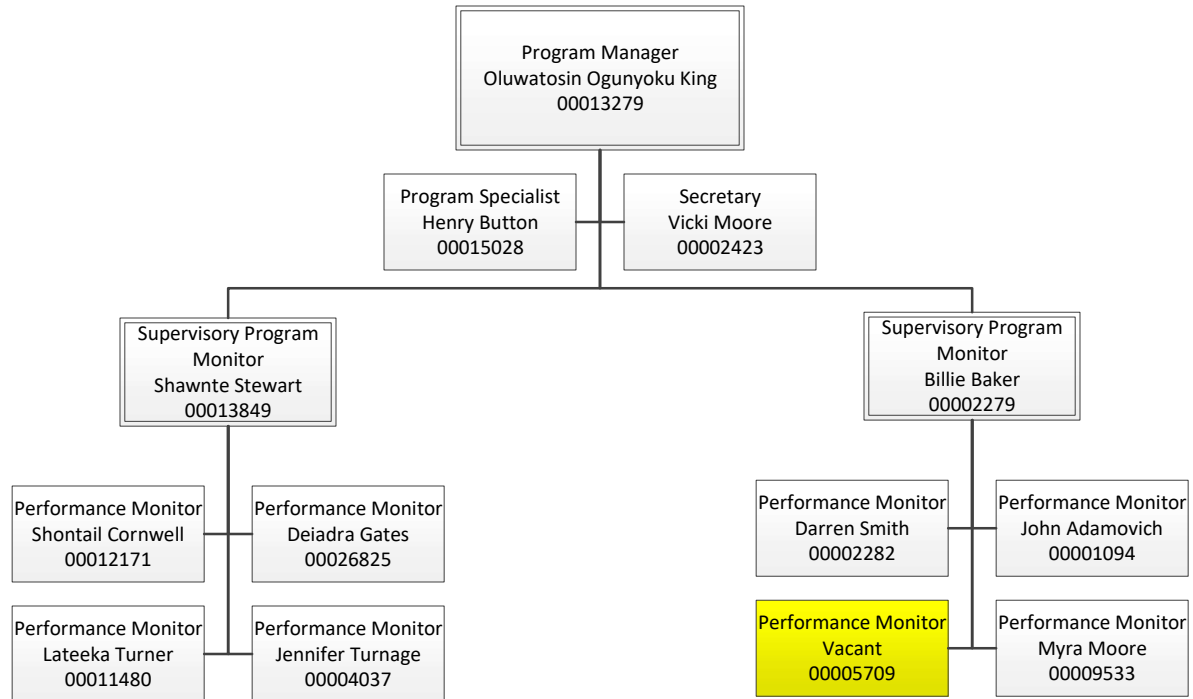 Program Manager
Oluwatosin Ogunyoku King
00013279
Program Specialist
Henry Button
00015028
Secretary
Vicki Moore
00002423
Supervisory Program
Monitor
Shawnte Stewart
00013849
Supervisory Program
Monitor
Billie Baker
00002279
Performance Monitor
Shontail Cornwell
00012171
Performance Monitor
Deiadra Gates
00026825
Performance Monitor
Darren Smith
00002282
Performance Monitor
John Adamovich
00001094
Performance Monitor
Lateeka Turner
00011480
Performance Monitor
Jennifer Turnage
00004037
Performance Monitor
Vacant
00005709
Performance Monitor
Myra Moore
00009533